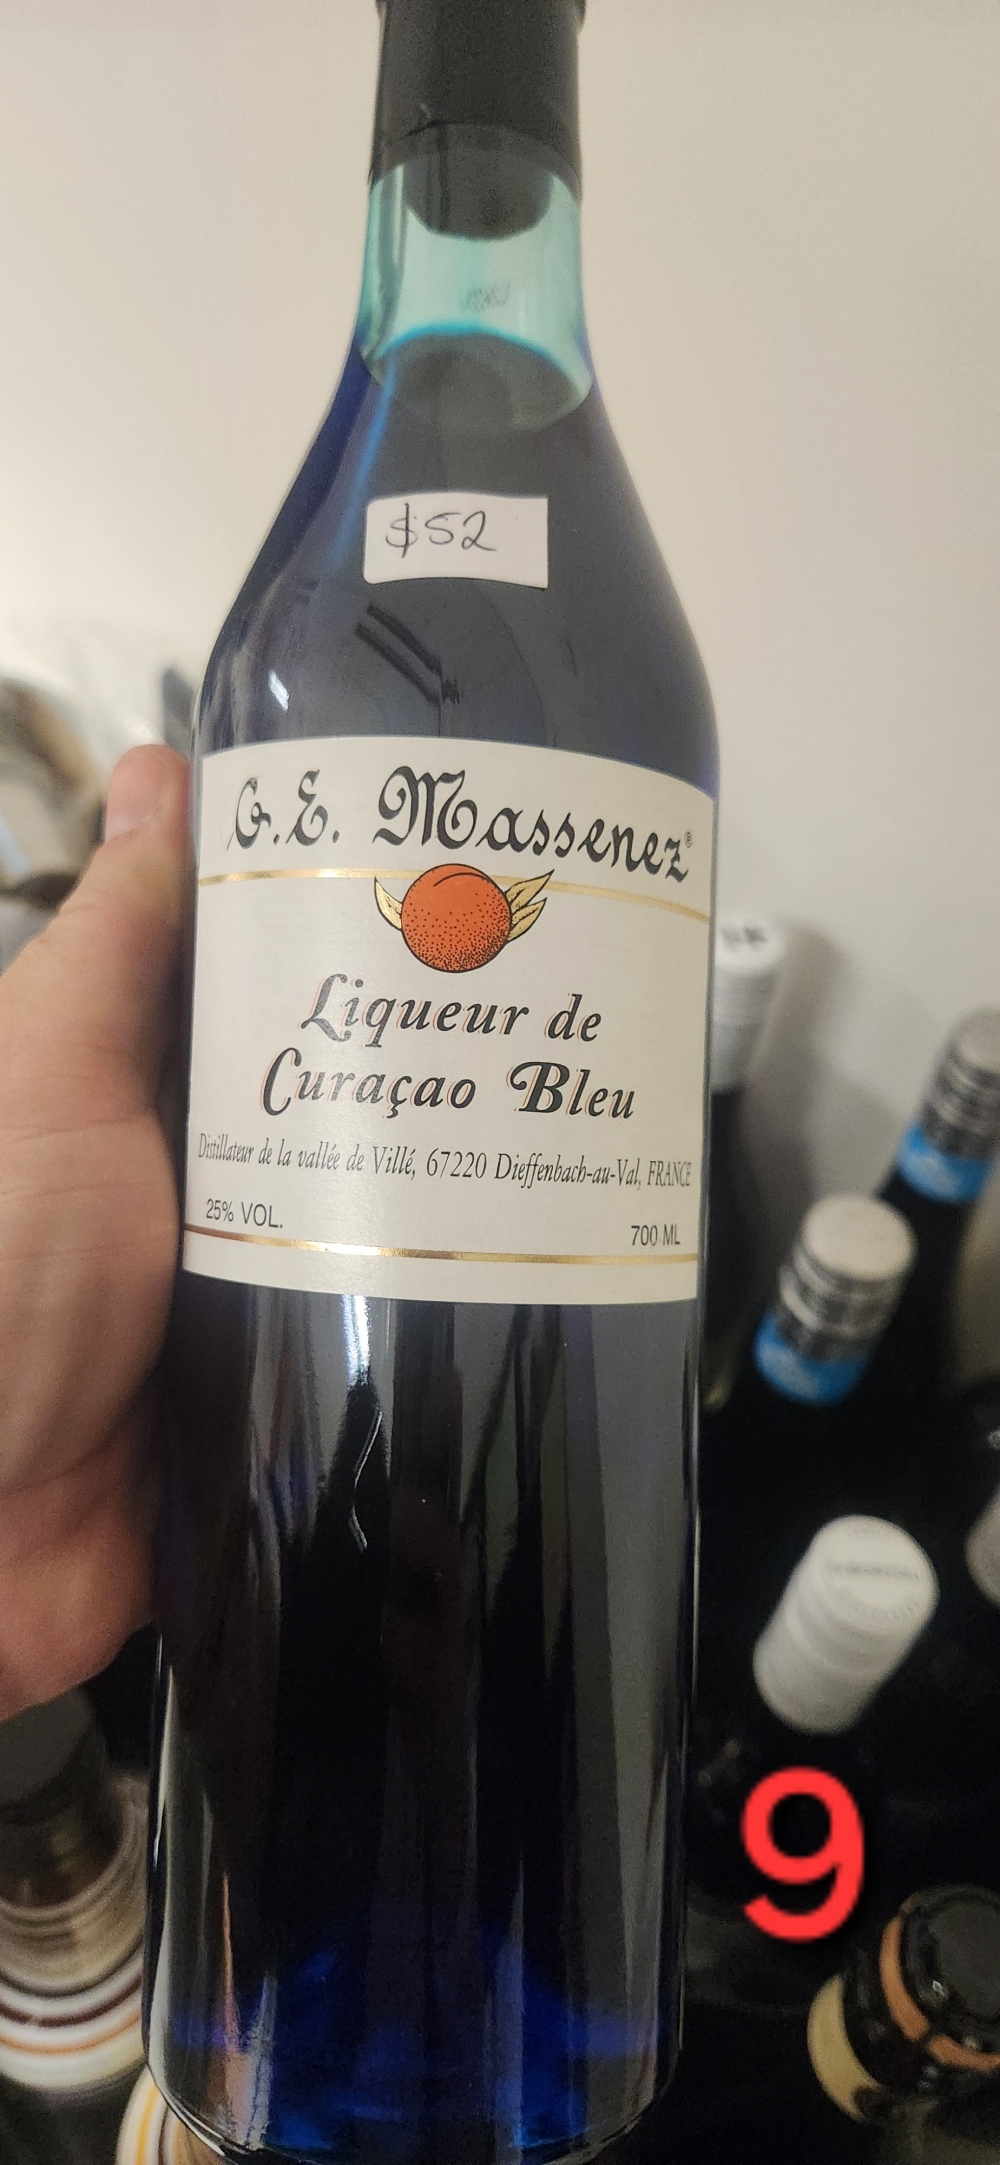 $52
G.E. Massenez®
Liqueur de
Curaçao Bleu
Distillateur de la vallée de Villé, 67220 Dieffenbach-au-Val, FRANCE
25% VOL.
700 ML
9